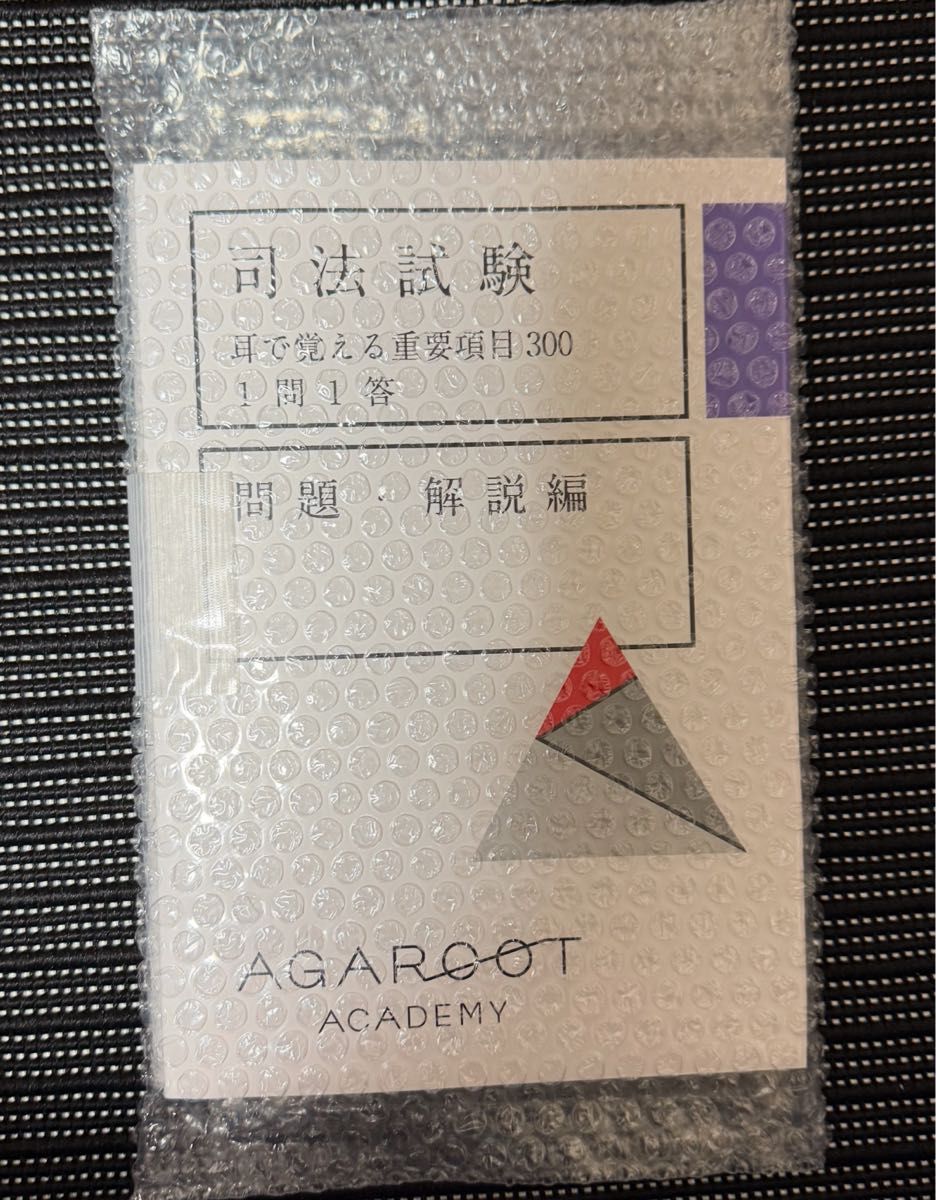 司法試験
耳で覚える重要項目300
１問１答
問題・解説編
AGAROOT
ACADEMY